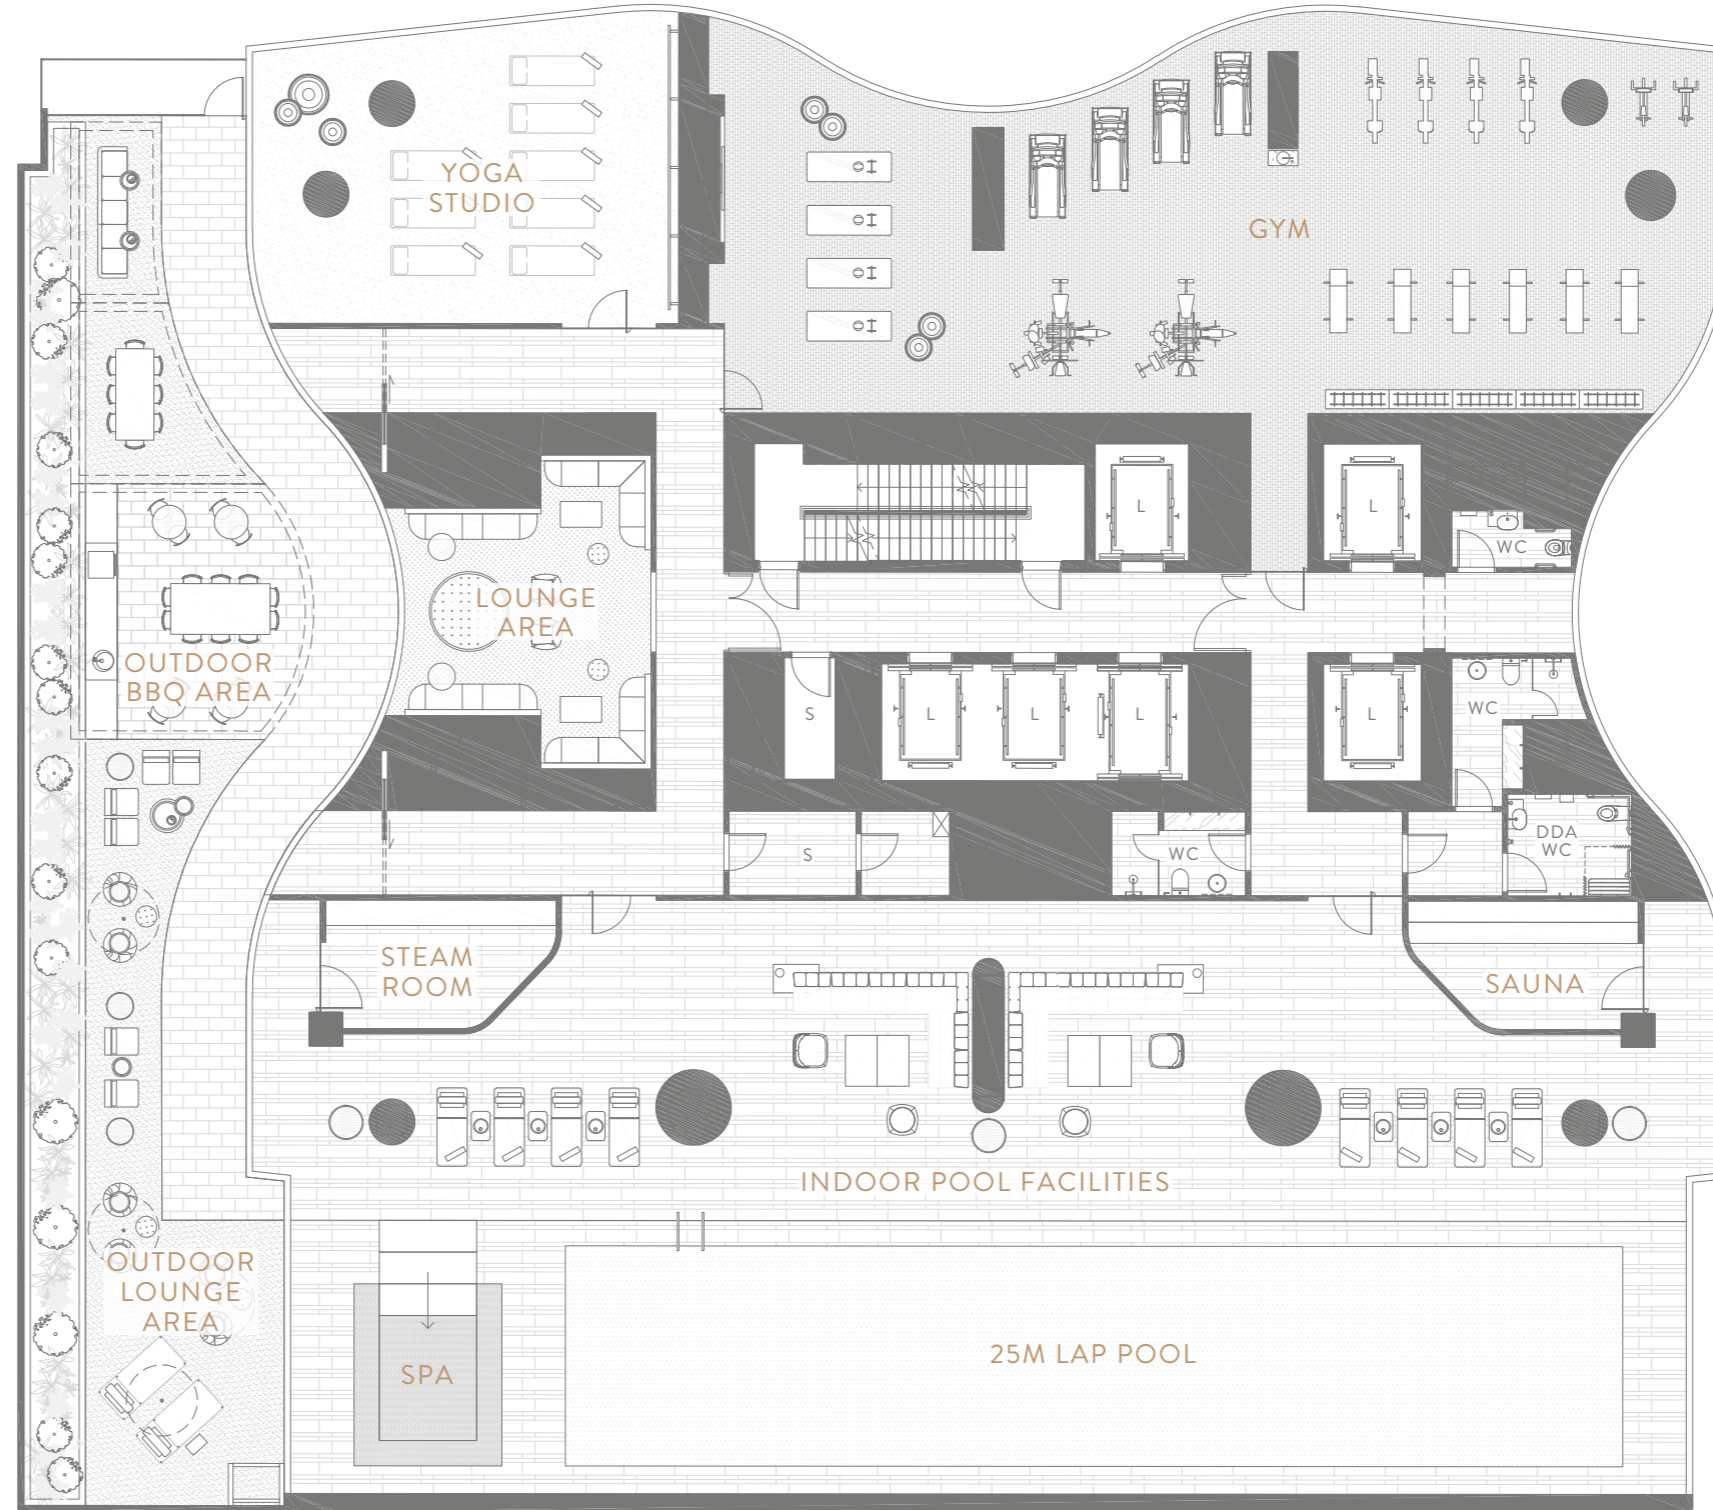 YOGA
STUDIO
GYM
L
L
WC
LOUNGE
AREA
OUTDOOR
BBQ AREA
S
L
L
L
L
WC
S
WC
DDA
WC
STEAM
ROOM
SAUNA
INDOOR POOL FACILITIES
OUTDOOR
LOUNGE
AREA
SPA
25M LAP POOL